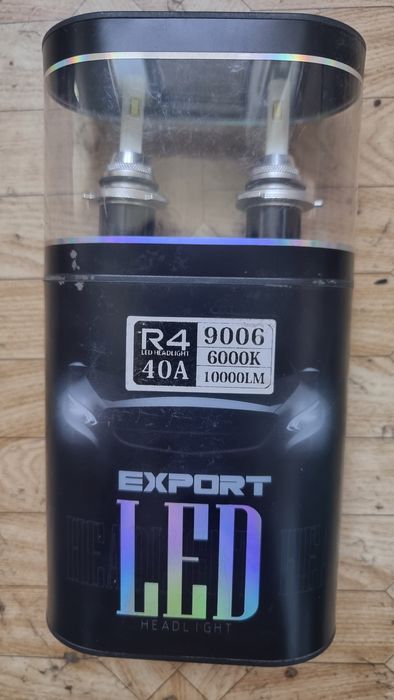 R4
LED HEADLIGHT
40A
9006
6000K
10000LM
EXPORT
LED
HEADLIGHT